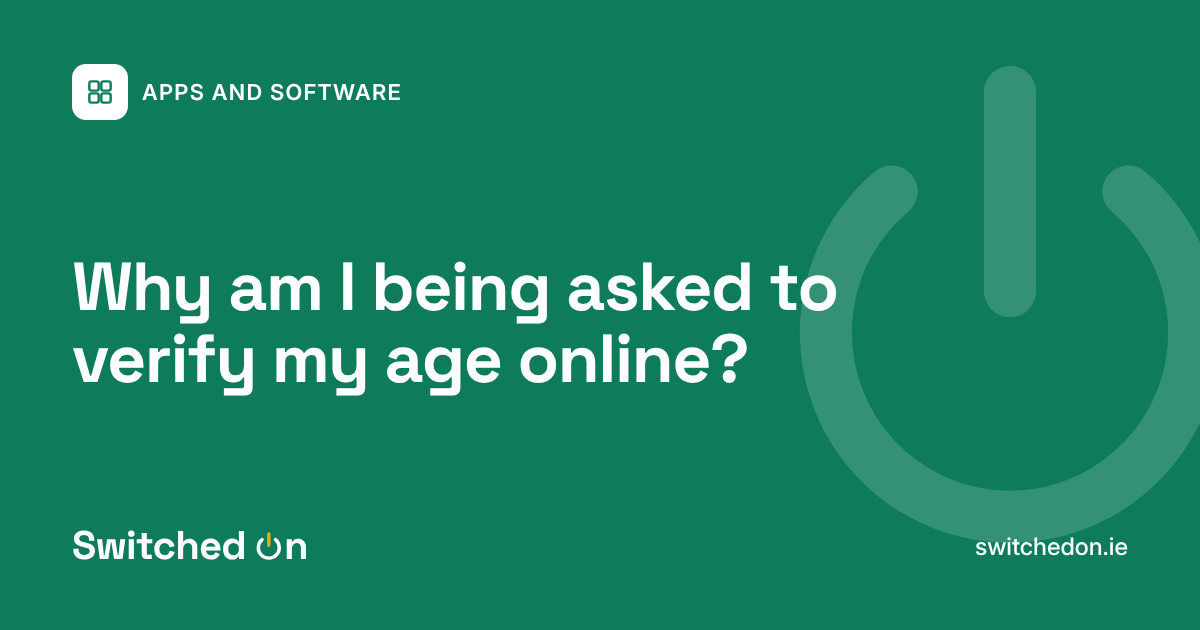 APPS AND SOFTWARE
Why am I being asked to
verify my age online?
Switched On
switchedon.ie